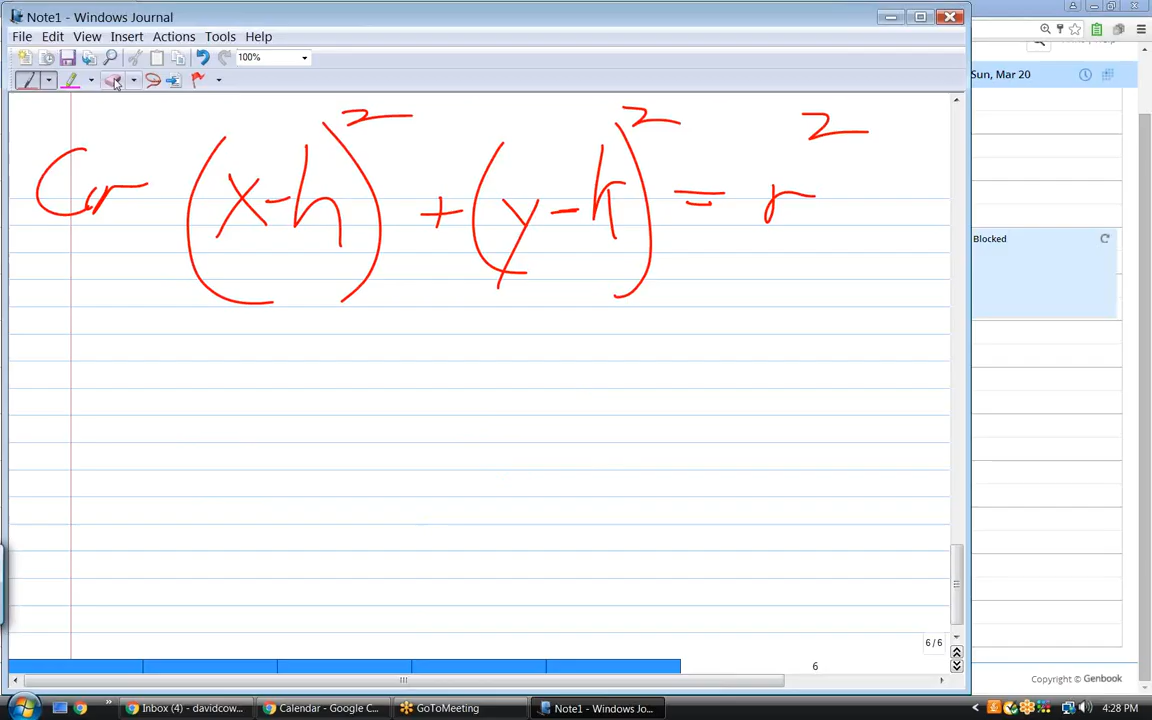 Note1 - Windows Journal
File Edit View Insert Actions Tools Help
100%
Sun, Mar 20
Cir (x-h)² + (y-k)² = r²
Blocked
6/6
6
Copyright © Genbook
Inbox (4) - davidcow...
Calendar - Google C...
GoToMeeting
Note1 - Windows Jo...
4:28 PM